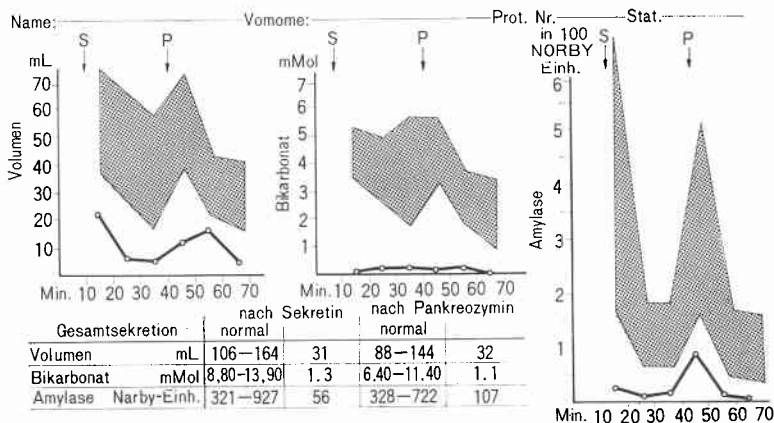 Name: Vomome: Prot. Nr. Stat.
S P S P in 100 S P
mL mMol NORBY
Einh.
70 7 6
60 6 5
50 5 4
40 4 3
30 3 2
20 2 1
10 1
Volumen Bikarbonat Amylase
Min. 10 20 30 40 50 60 70 Min. 10 20 30 40 50 60 70
nach Sekretin nach Pankreozymin
Gesamtsekretion normal normal
Volumen mL 106–164 31 88–144 32
Bikarbonat mMol 8,80–13,90 1.3 6,40–11,40 1.1
Amylase Narby-Einh. 321–927 56 328–722 107
Min. 10 20 30 40 50 60 70